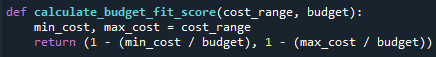 def calculate_budget_fit_score(cost_range, budget):
    min_cost, max_cost = cost_range
    return (1 - (min_cost / budget), 1 - (max_cost / budget))